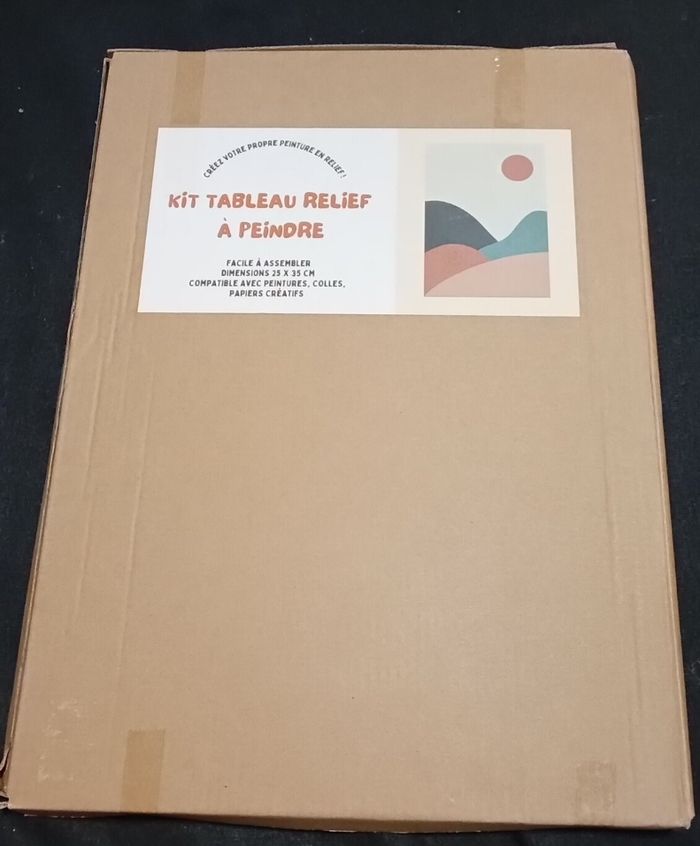 CRÉEZ VOTRE PROPRE PEINTURE EN RELIEF!
KIT TABLEAU RELIEF
À PEINDRE
FACILE À ASSEMBLER
DIMENSIONS 25 X 35 CM
COMPATIBLE AVEC PEINTURES, COLLES,
PAPIERS CRÉATIFS